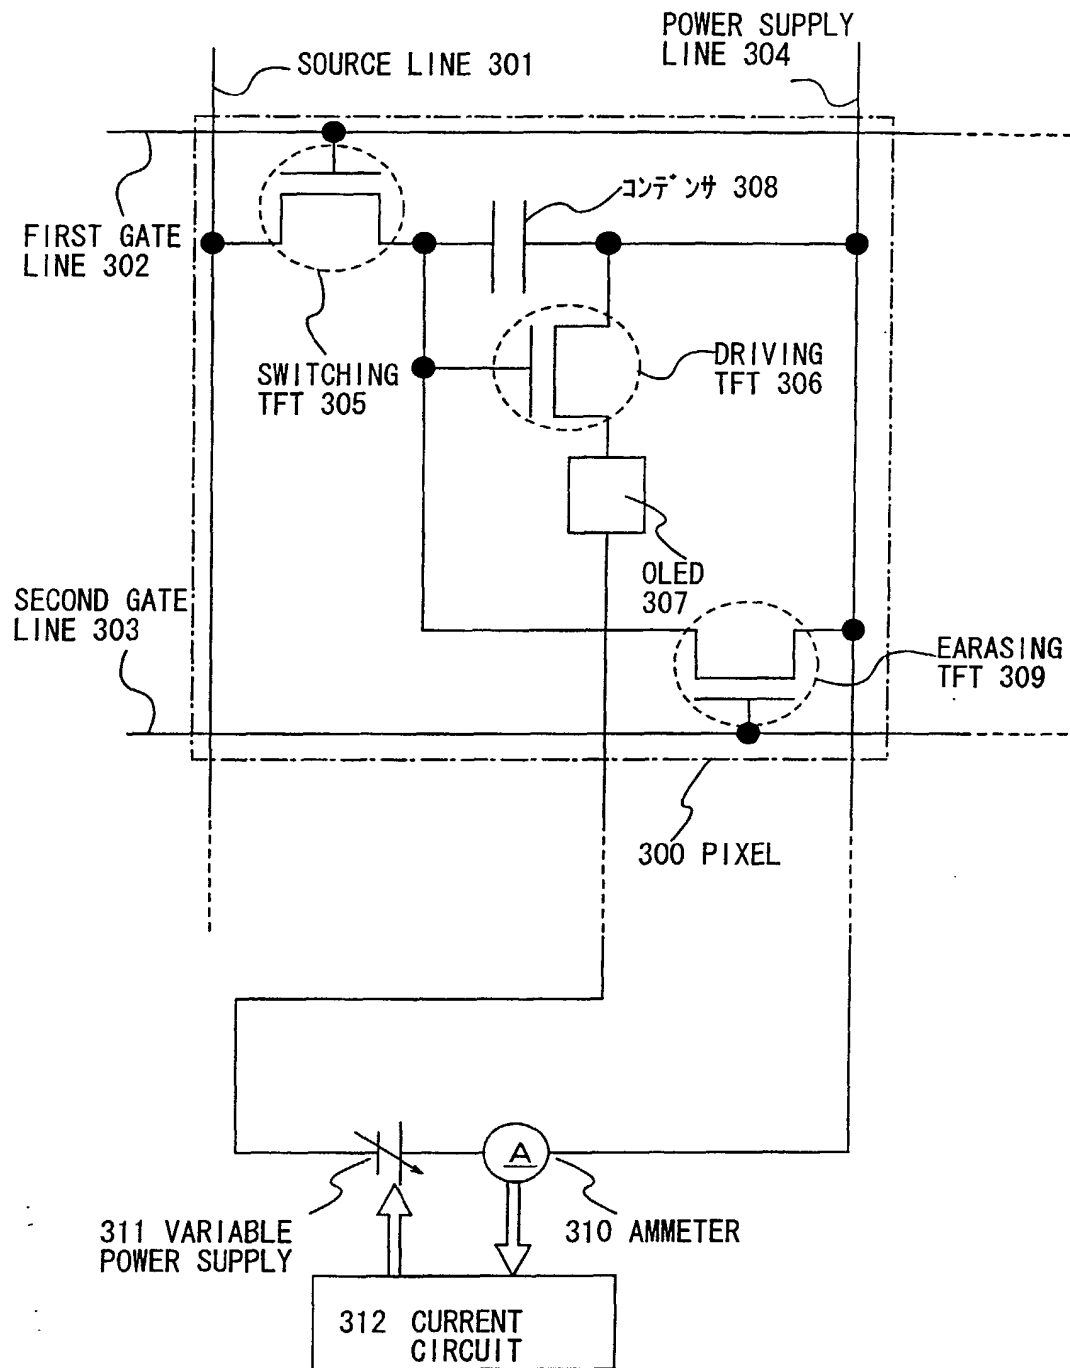 POWER SUPPLY
LINE 304
SOURCE LINE 301
コンデンサ 308
FIRST GATE
LINE 302
SWITCHING
TFT 305
DRIVING
TFT 306
OLED
307
SECOND GATE
LINE 303
EARASING
TFT 309
300 PIXEL
A
311 VARIABLE
POWER SUPPLY
310 AMMETER
312 CURRENT
CIRCUIT